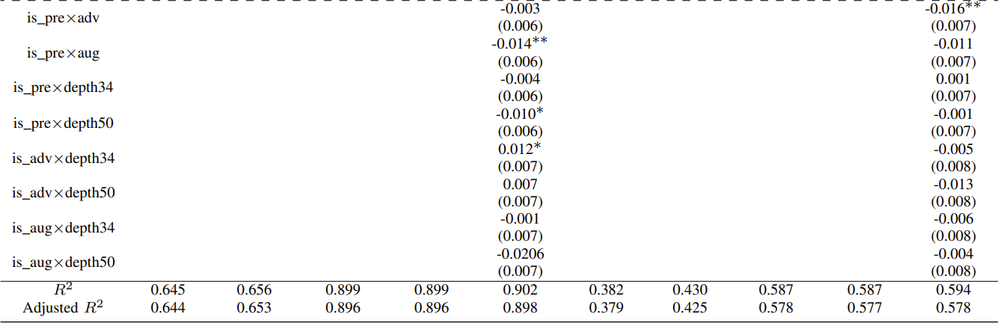 -0.003 -0.016**
is_pre×adv
(0.006) (0.007)
-0.014** -0.011
is_pre×aug
(0.006) (0.007)
-0.004 0.001
is_pre×depth34
(0.006) (0.007)
-0.010* -0.001
is_pre×depth50
(0.006) (0.007)
0.012* -0.005
is_adv×depth34
(0.007) (0.008)
0.007 -0.013
is_adv×depth50
(0.007) (0.008)
-0.001 -0.006
is_aug×depth34
(0.007) (0.008)
-0.0206 -0.004
is_aug×depth50
(0.007) (0.008)
R² 0.645 0.656 0.899 0.899 0.902 0.382 0.430 0.587 0.587 0.594
Adjusted R² 0.644 0.653 0.896 0.896 0.898 0.379 0.425 0.578 0.577 0.578